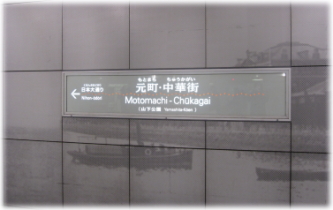 もとまち ちゅうかがい
元町・中華街
日本大通り
Nihon-ōdōri
Motomachi-Chūkagai
(山下公園 Yamashita-Kōen)